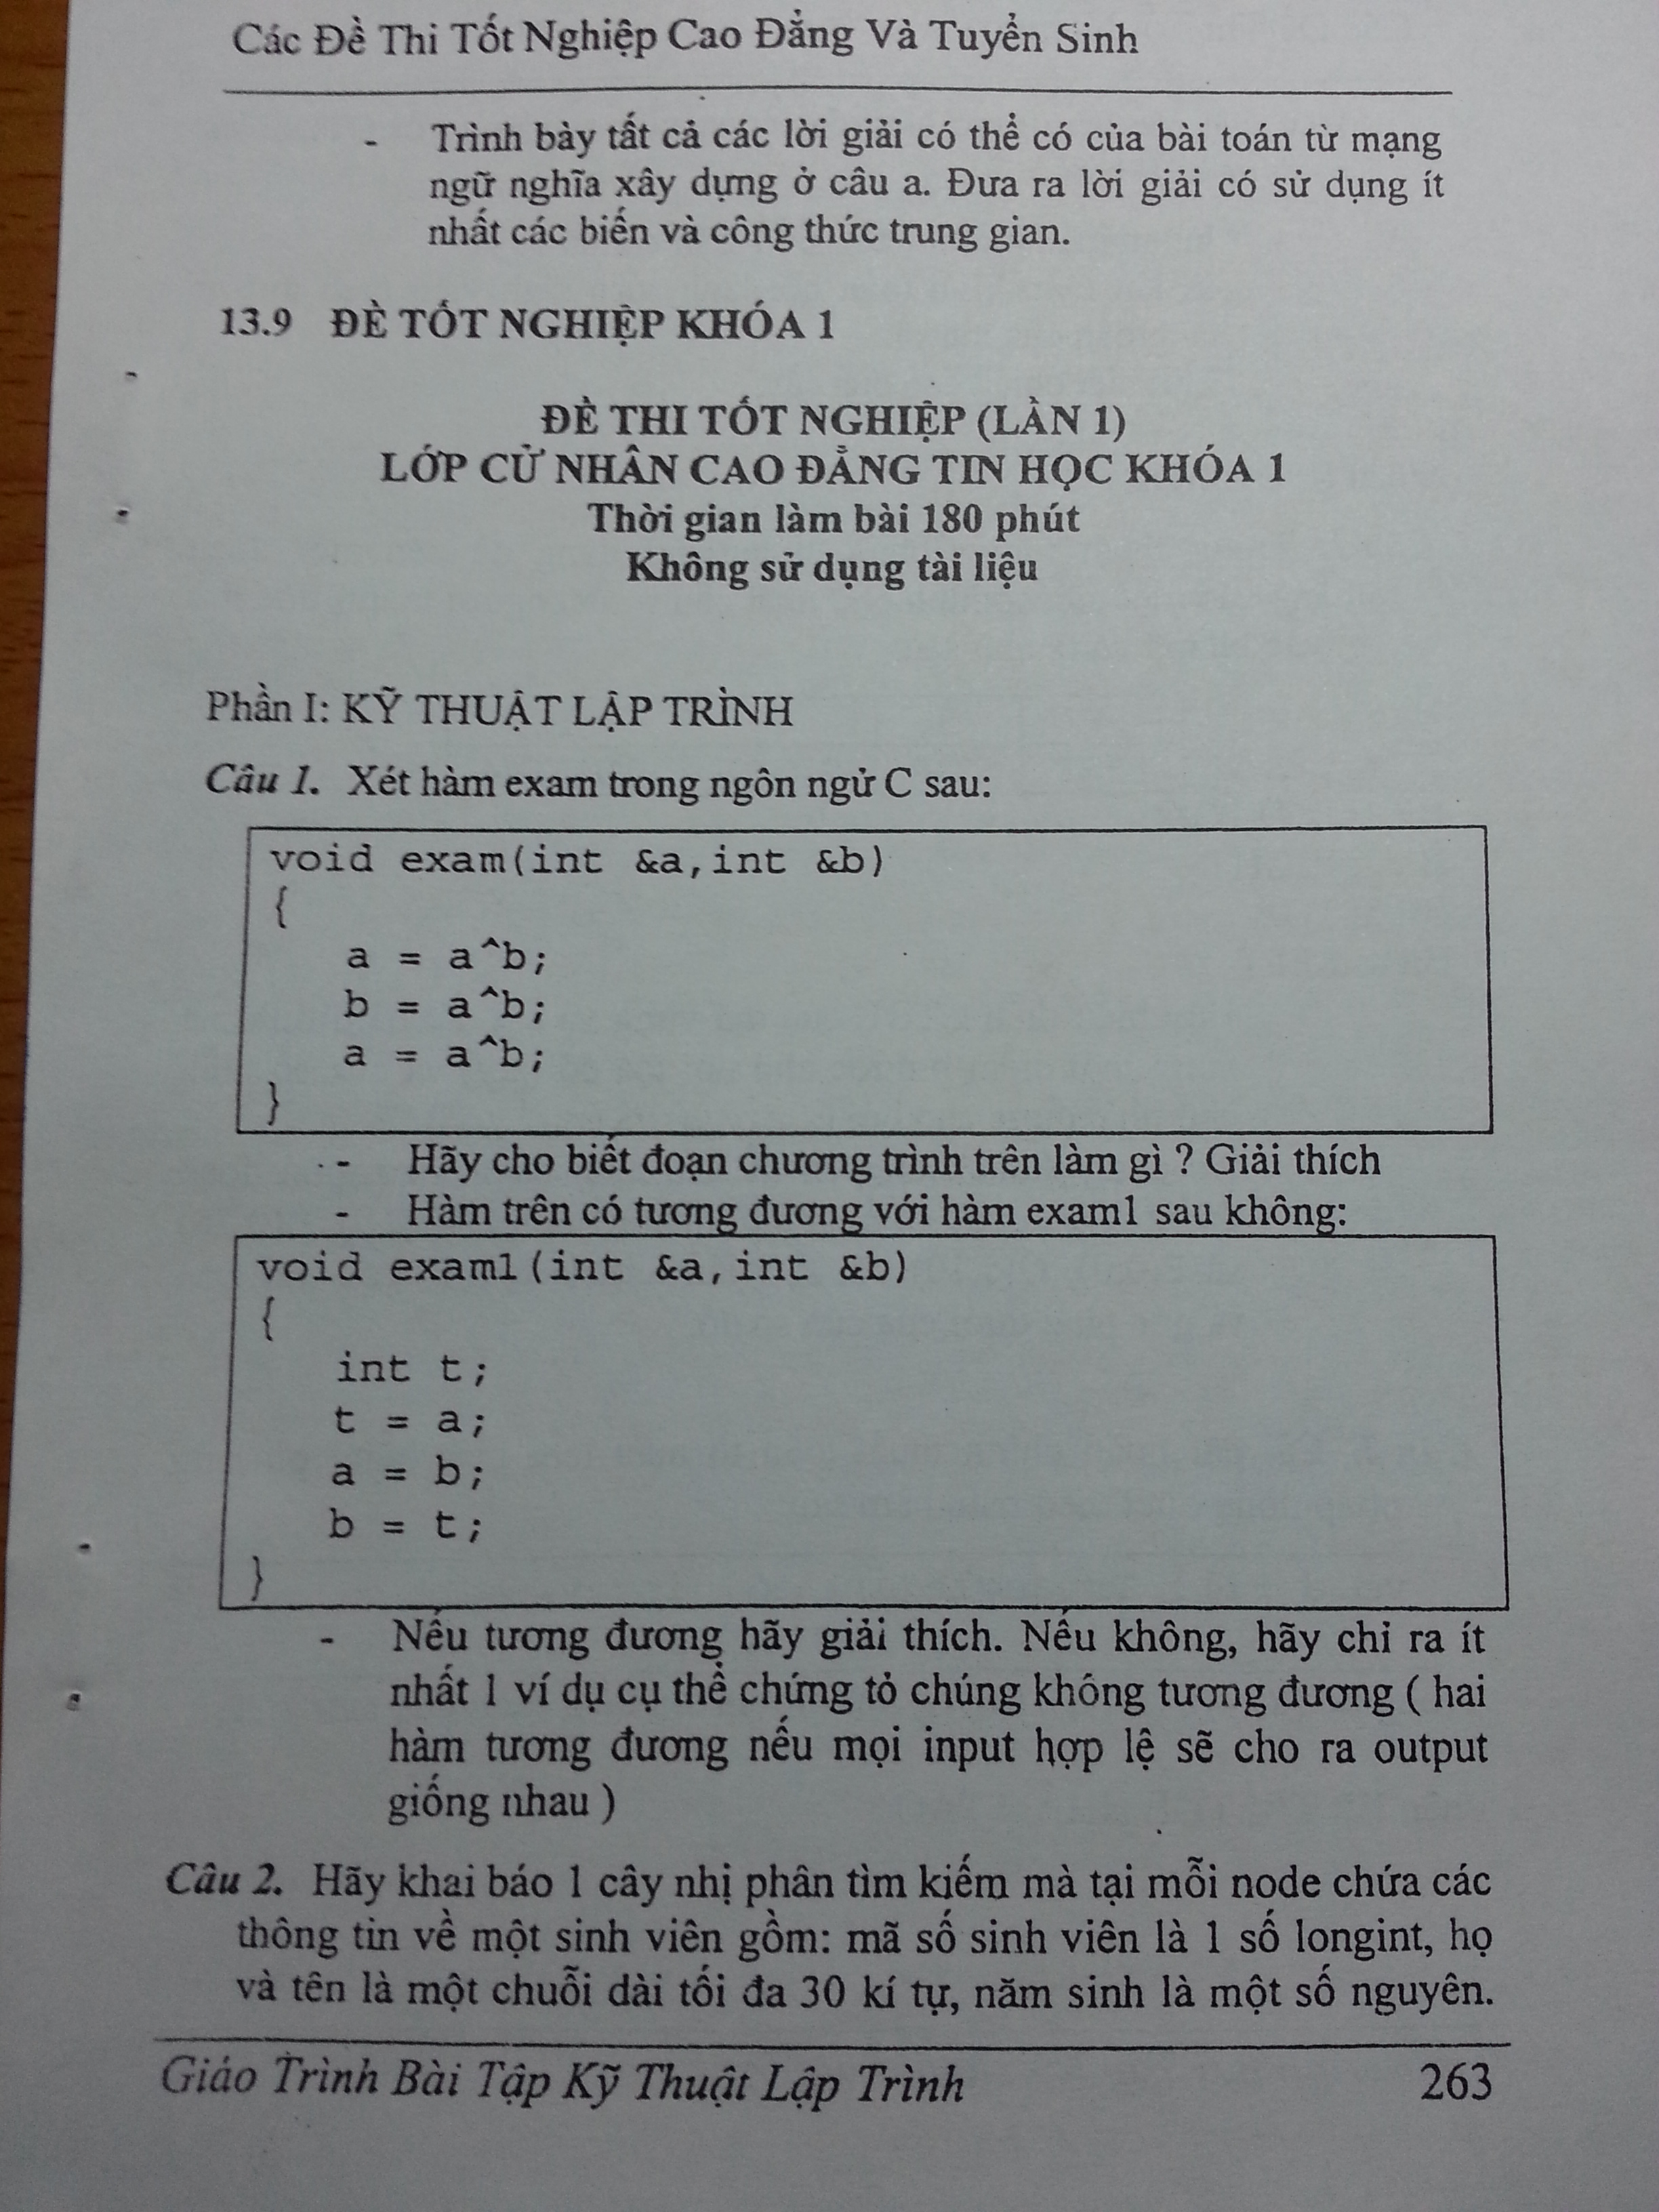 Các Đề Thi Tốt Nghiệp Cao Đẳng Và Tuyển Sinh
- Trình bày tất cả các lời giải có thể có của bài toán từ mạng
ngữ nghĩa xây dựng ở câu a. Đưa ra lời giải có sử dụng ít
nhất các biến và công thức trung gian.
13.9 ĐỀ TỐT NGHIỆP KHÓA 1
ĐỀ THI TỐT NGHIỆP (LẦN 1)
LỚP CỬ NHÂN CAO ĐẲNG TIN HỌC KHÓA 1
Thời gian làm bài 180 phút
Không sử dụng tài liệu
Phần I: KỸ THUẬT LẬP TRÌNH
Câu 1. Xét hàm exam trong ngôn ngử C sau:
void exam(int &a,int &b)
{
a = a^b;
b = a^b;
a = a^b;
}
- Hãy cho biết đoạn chương trình trên làm gì ? Giải thích
- Hàm trên có tương đương với hàm exam1 sau không:
void exam1(int &a,int &b)
{
int t;
t = a;
a = b;
b = t;
}
- Nếu tương đương hãy giải thích. Nếu không, hãy chỉ ra ít
nhất 1 ví dụ cụ thể chứng tỏ chúng không tương đương ( hai
hàm tương đương nếu mọi input hợp lệ sẽ cho ra output
giống nhau )
Câu 2. Hãy khai báo 1 cây nhị phân tìm kiếm mà tại mỗi node chứa các
thông tin về một sinh viên gồm: mã số sinh viên là 1 số longint, họ
và tên là một chuỗi dài tối đa 30 kí tự, năm sinh là một số nguyên.
Giáo Trình Bài Tập Kỹ Thuật Lập Trình 263